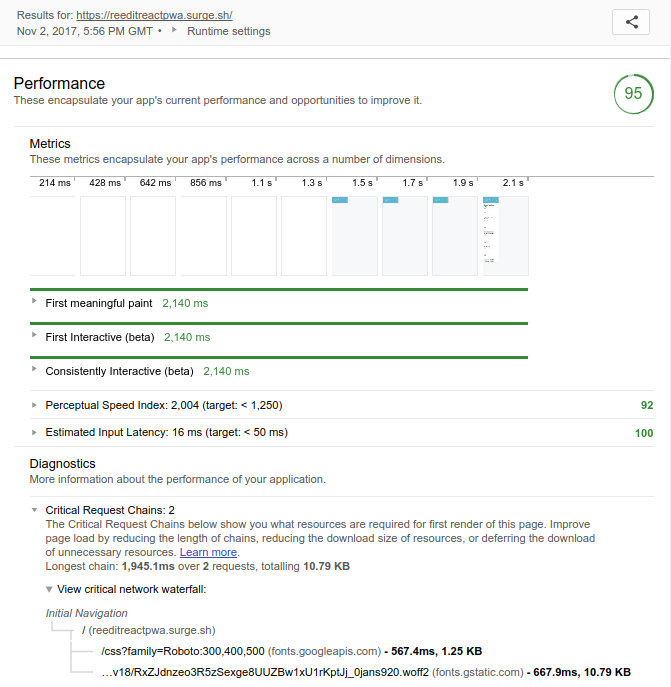 Results for: https://reeditreactpwa.surge.sh/
Nov 2, 2017, 5:56 PM GMT • Runtime settings
Performance
These encapsulate your app's current performance and opportunities to improve it.
95
Metrics
These metrics encapsulate your app's performance across a number of dimensions.
214 ms 428 ms 642 ms 856 ms 1.1 s 1.3 s 1.5 s 1.7 s 1.9 s 2.1 s
First meaningful paint 2,140 ms
First Interactive (beta) 2,140 ms
Consistently Interactive (beta) 2,140 ms
Perceptual Speed Index: 2,004 (target: < 1,250) 92
Estimated Input Latency: 16 ms (target: < 50 ms) 100
Diagnostics
More information about the performance of your application.
Critical Request Chains: 2
The Critical Request Chains below show you what resources are required for first render of this page. Improve
page load by reducing the length of chains, reducing the download size of resources, or deferring the download
of unnecessary resources. Learn more.
Longest chain: 1,945.1ms over 2 requests, totalling 10.79 KB
View critical network waterfall:
Initial Navigation
/ (reeditreactpwa.surge.sh)
/css?family=Roboto:300,400,500 (fonts.googleapis.com) - 567.4ms, 1.25 KB
…v18/RxZJdnzeo3R5zSexge8UUZBw1xU1rKptJj_0jans920.woff2 (fonts.gstatic.com) - 667.9ms, 10.79 KB